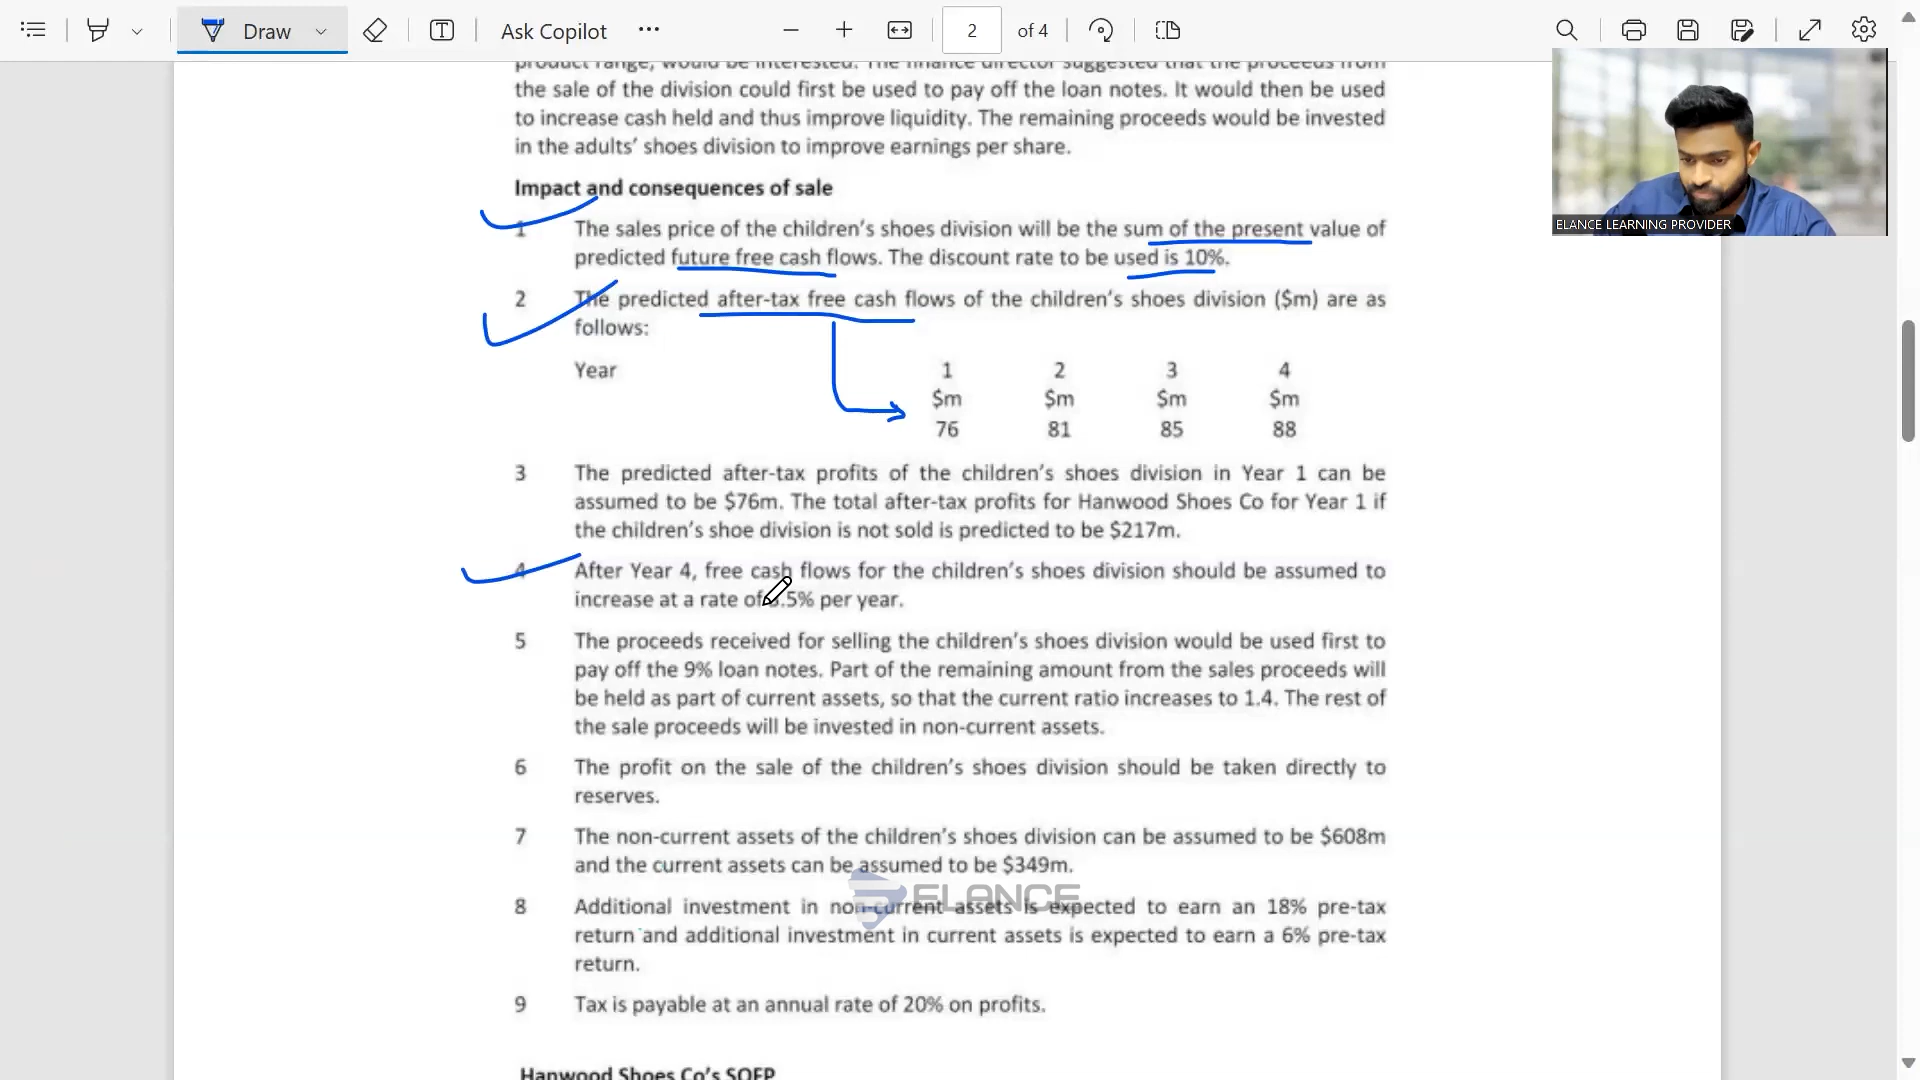 Draw
Ask Copilot
2 of 4
ELANCE LEARNING PROVIDER
product range, would be interested. The finance director suggested that the proceeds from
the sale of the division could first be used to pay off the loan notes. It would then be used
to increase cash held and thus improve liquidity. The remaining proceeds would be invested
in the adults' shoes division to improve earnings per share.
Impact and consequences of sale
1 The sales price of the children's shoes division will be the sum of the present value of
predicted future free cash flows. The discount rate to be used is 10%.
2 The predicted after-tax free cash flows of the children's shoes division ($m) are as
follows:
Year 1 2 3 4
$m $m $m $m
76 81 85 88
3 The predicted after-tax profits of the children's shoes division in Year 1 can be
assumed to be $76m. The total after-tax profits for Hanwood Shoes Co for Year 1 if
the children's shoe division is not sold is predicted to be $217m.
4 After Year 4, free cash flows for the children's shoes division should be assumed to
increase at a rate of .5% per year.
5 The proceeds received for selling the children's shoes division would be used first to
pay off the 9% loan notes. Part of the remaining amount from the sales proceeds will
be held as part of current assets, so that the current ratio increases to 1.4. The rest of
the sale proceeds will be invested in non-current assets.
6 The profit on the sale of the children's shoes division should be taken directly to
reserves.
7 The non-current assets of the children's shoes division can be assumed to be $608m
and the current assets can be assumed to be $349m.
ELANCE
8 Additional investment in non-current assets is expected to earn an 18% pre-tax
return and additional investment in current assets is expected to earn a 6% pre-tax
return.
9 Tax is payable at an annual rate of 20% on profits.
Hanwood Shoes Co's SOFP